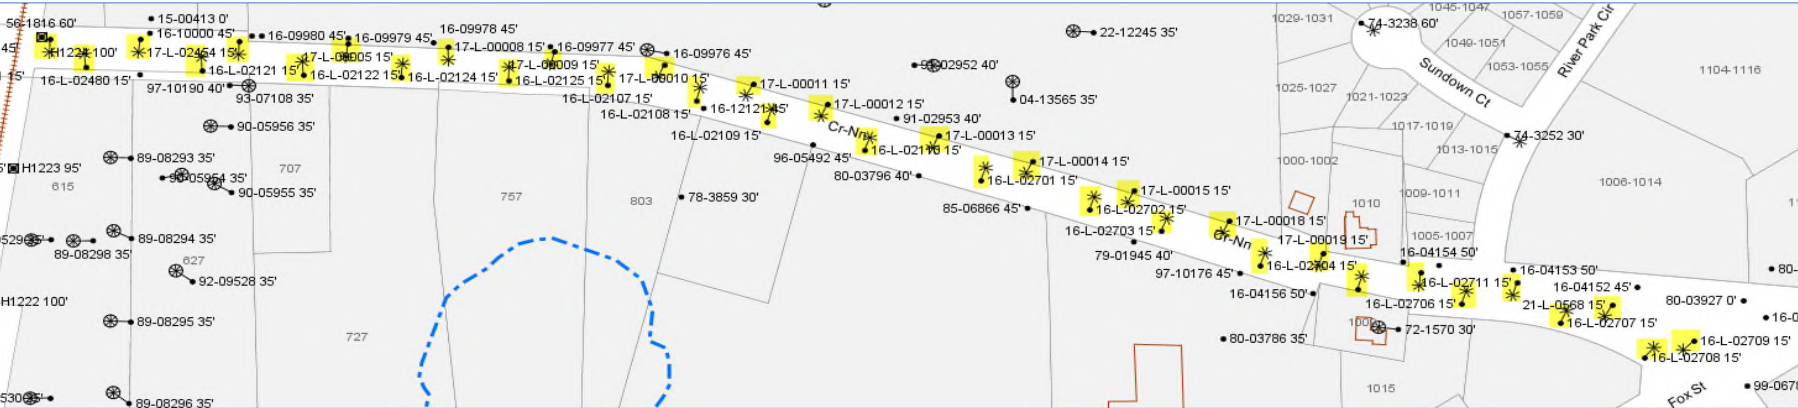 56-1816 60'
15-00413 0'
16-10000 45'
16-09980 45'
16-09979 45'
16-09978 45'
16-09977 45'
16-09976 45'
22-12245 35'
1029-1031
74-3238 60'
1045-1047
1057-1059
River Park Cir
45'
H1224 100'
17-L-02464 15'
17-L-00005 15'
17-L-00008 15'
17-L-00009 15'
17-L-00010 15'
17-L-00011 15'
02952 40'
1049-1051
1053-1055
1104-1116
15'
16-L-02480 15'
16-L-02121 15'
16-L-02122 15'
16-L-02124 15'
16-L-02125 15'
16-L-02107 15'
16-L-02108 15'
16-12121 45'
17-L-00012 15'
04-13565 35'
1025-1027
1021-1023
Sundown Ct
97-10190 40'
93-07108 35'
90-05956 35'
16-L-02109 15'
Cr-Nn
91-02953 40'
17-L-00013 15'
1017-1019
74-3252 30'
H1223 95'
89-08293 35'
90-05954 35'
90-05955 35'
707
96-05492 45'
16-L-02110 15'
17-L-00014 15'
1000-1002
1013-1015
615
757
803
78-3859 30'
80-03796 40'
16-L-02701 15'
17-L-00015 15'
1009-1011
1006-1014
85-06866 45'
16-L-02702 15'
17-L-00018 15'
1010
89-08294 35'
89-08298 35'
627
92-09528 35'
16-L-02703 15'
79-01945 40'
Cr-Nn
17-L-00019 15'
1005-1007
16-04154 50'
97-10176 45'
16-L-02704 15'
16-L-02711 15'
16-04153 50'
16-04152 45'
80-
H1222 100'
16-04156 50'
16-L-02706 15'
21-L-0568 15'
80-03927 0'
89-08295 35'
727
80-03786 35'
72-1570 30'
16-L-02707 15'
16-0
16-L-02709 15'
16-L-02708 15'
89-08296 35'
1015
Fox St
99-0678